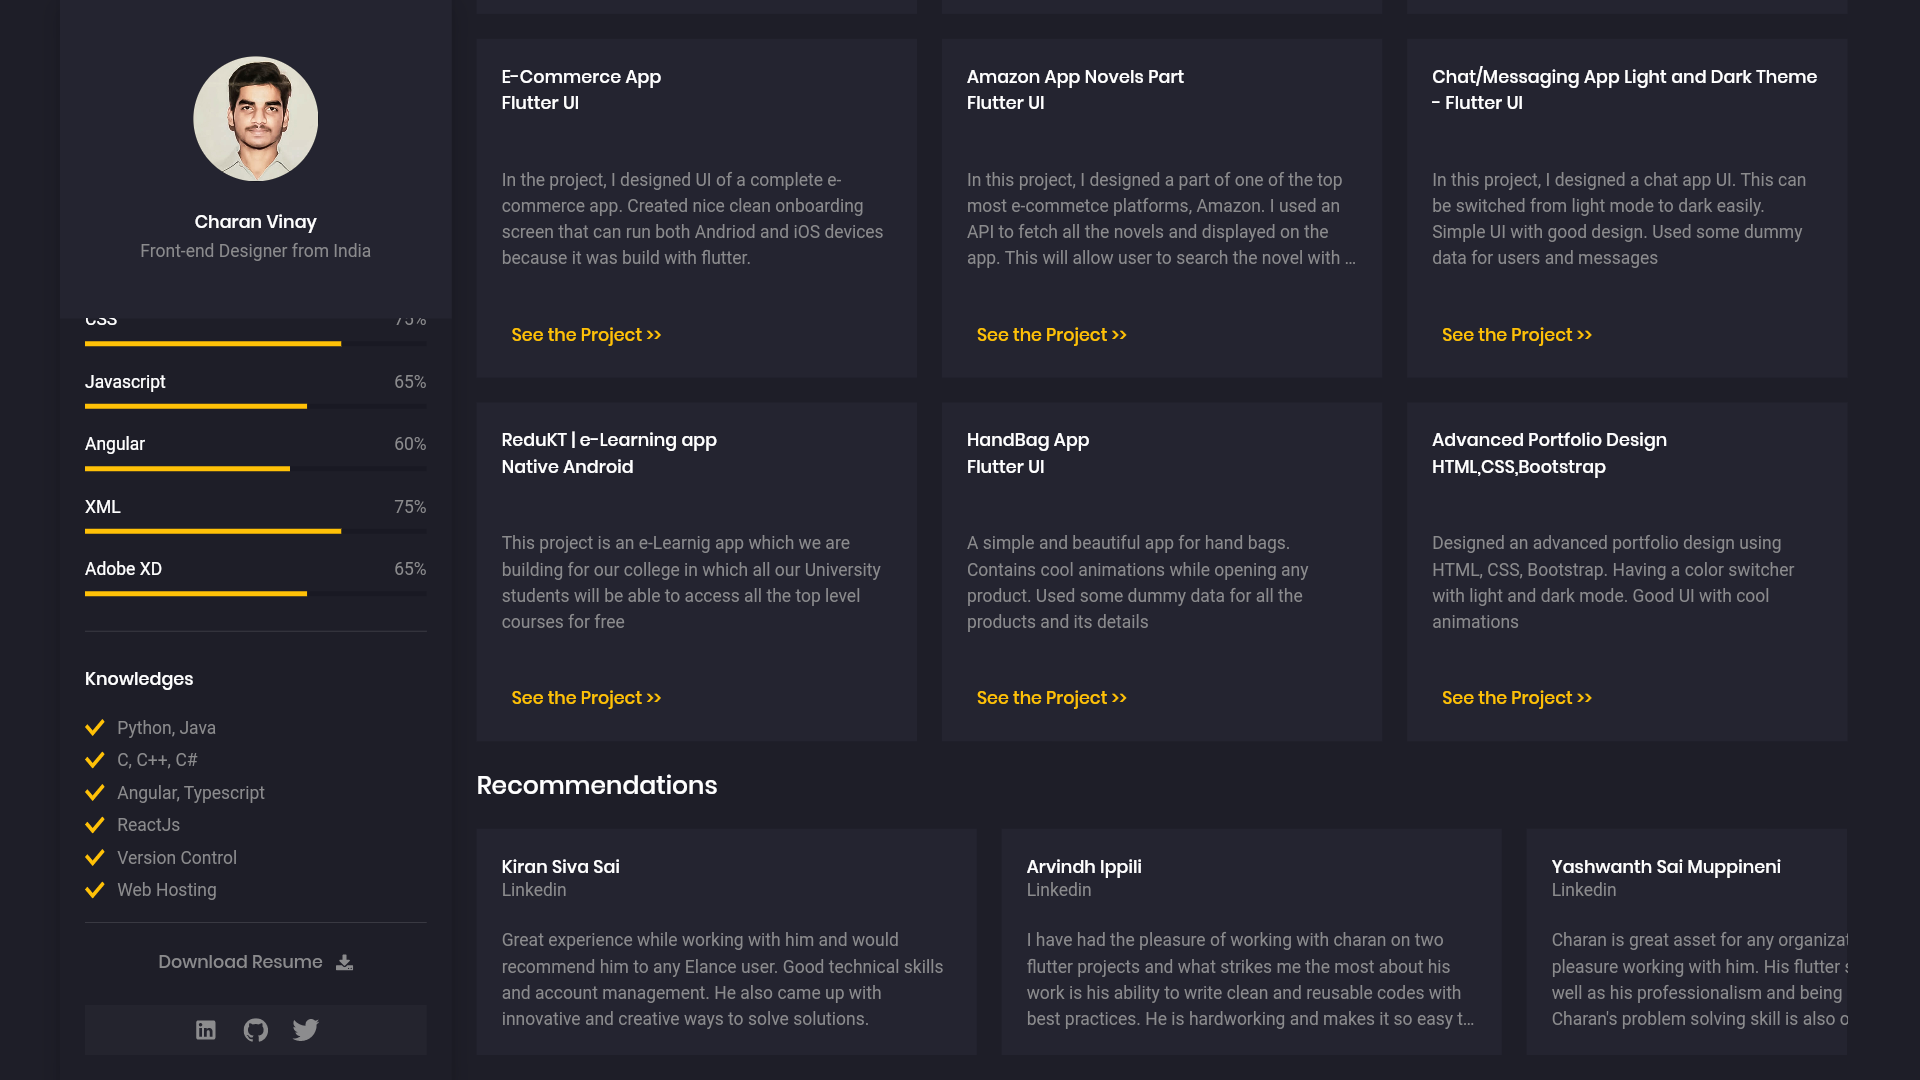 Charan Vinay
Front-end Designer from India
CSS 75%
Javascript 65%
Angular 60%
XML 75%
Adobe XD 65%
Knowledges
Python, Java
C, C++, C#
Angular, Typescript
ReactJs
Version Control
Web Hosting
Download Resume
E-Commerce App
Flutter UI
In the project, I designed UI of a complete e-
commerce app. Created nice clean onboarding
screen that can run both Andriod and iOS devices
because it was build with flutter.
See the Project >>
Amazon App Novels Part
Flutter UI
In this project, I designed a part of one of the top
most e-commetce platforms, Amazon. I used an
API to fetch all the novels and displayed on the
app. This will allow user to search the novel with ...
See the Project >>
Chat/Messaging App Light and Dark Theme
- Flutter UI
In this project, I designed a chat app UI. This can
be switched from light mode to dark easily.
Simple UI with good design. Used some dummy
data for users and messages
See the Project >>
ReduKT | e-Learning app
Native Android
This project is an e-Learnig app which we are
building for our college in which all our University
students will be able to access all the top level
courses for free
See the Project >>
HandBag App
Flutter UI
A simple and beautiful app for hand bags.
Contains cool animations while opening any
product. Used some dummy data for all the
products and its details
See the Project >>
Advanced Portfolio Design
HTML,CSS,Bootstrap
Designed an advanced portfolio design using
HTML, CSS, Bootstrap. Having a color switcher
with light and dark mode. Good UI with cool
animations
See the Project >>
Recommendations
Kiran Siva Sai
Linkedin
Great experience while working with him and would
recommend him to any Elance user. Good technical skills
and account management. He also came up with
innovative and creative ways to solve solutions.
Arvindh Ippili
Linkedin
I have had the pleasure of working with charan on two
flutter projects and what strikes me the most about his
work is his ability to write clean and reusable codes with
best practices. He is hardworking and makes it so easy t...
Yashwanth Sai Muppineni
Linkedin
Charan is great asset for any organizat
pleasure working with him. His flutter s
well as his professionalism and being
Charan's problem solving skill is also o